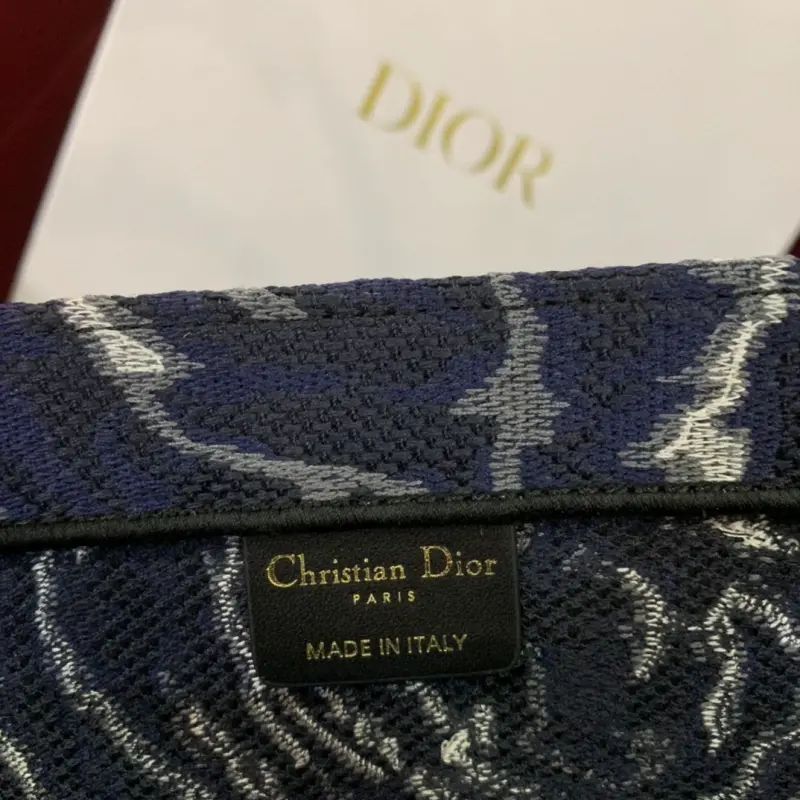 DIOR
Christian Dior
PARIS
MADE IN ITALY